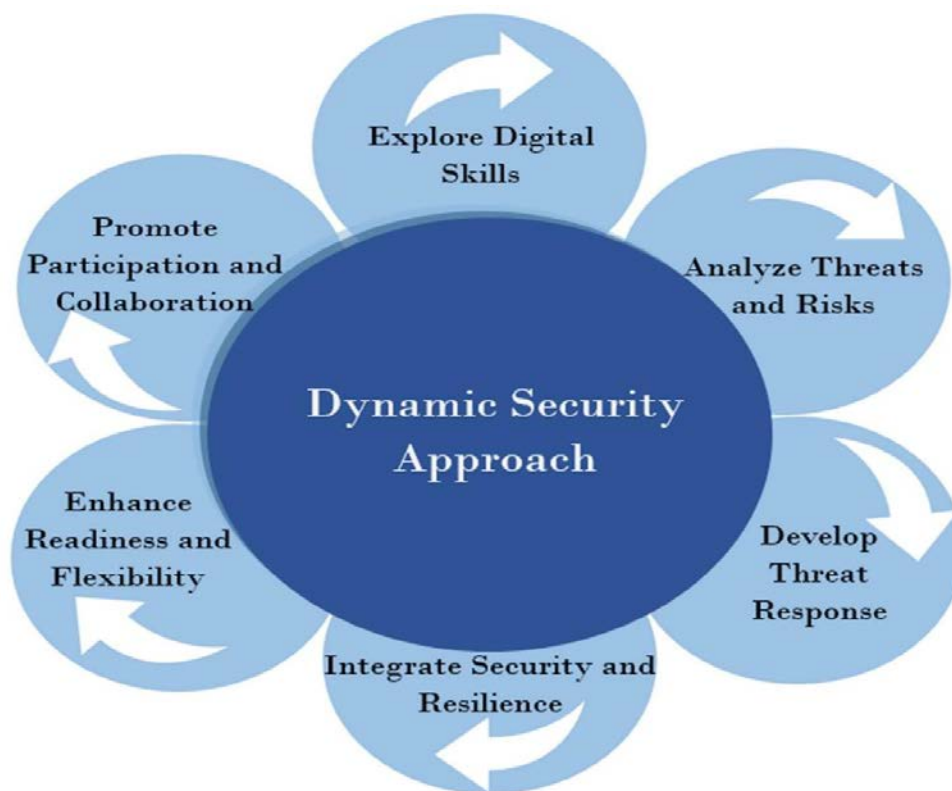 Explore Digital
Skills
Analyze Threats
and Risks
Develop
Threat
Response
Integrate Security and
Resilience
Enhance
Readiness and
Flexibility
Promote
Participation and
Collaboration
Dynamic Security
Approach